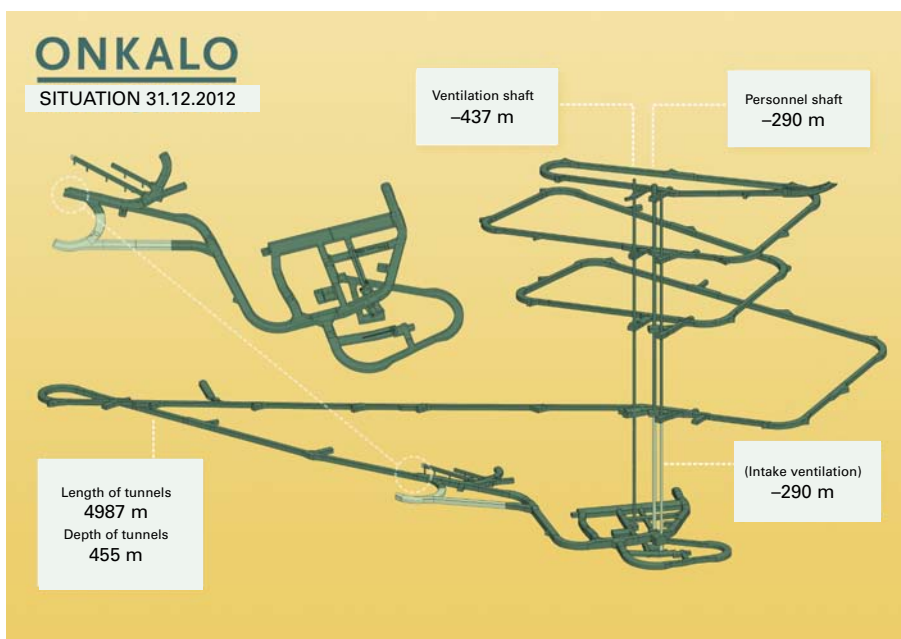 ONKALO
SITUATION 31.12.2012
Ventilation shaft
–437 m
Personnel shaft
–290 m
(Intake ventilation)
–290 m
Length of tunnels
4987 m
Depth of tunnels
455 m